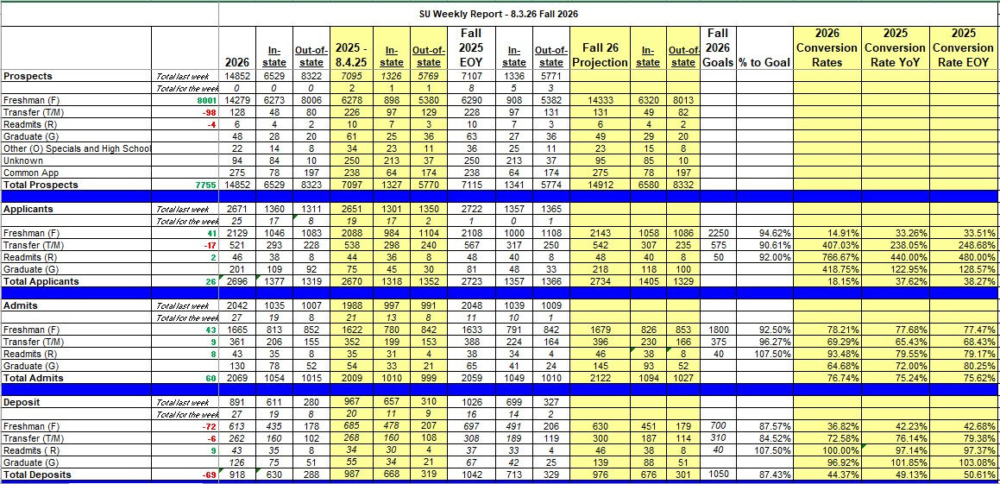 SU Weekly Report - 8.3.26 Fall 2026
2026 In-state Out-of-state 2025 - 8.4.25 In-state Out-of-state Fall 2025 EOY In-state Out-of-state Fall 26 Projection In-state Out-of-state Fall 2026 Goals % to Goal 2026 Conversion Rates 2025 Conversion Rate YoY 2025 Conversion Rate EOY
Prospects Total last week 14852 6529 8322 7095 1326 5769 7107 1336 5771
Total for the week 0 0 0 2 1 1 8 5 3
Freshman (F) 8001 14279 6273 8006 6278 898 5380 6290 908 5382 14333 6320 8013
Transfer (T/M) -98 128 48 80 226 97 129 228 97 131 131 49 82
Readmits (R) -4 6 4 2 10 7 3 10 7 3 6 4 2
Graduate (G) 48 28 20 61 25 36 63 27 36 49 29 20
Other (O) Specials and High School 22 14 8 34 23 11 36 25 11 23 15 8
Unknown 94 84 10 250 213 37 250 213 37 95 85 10
Common App 275 78 197 238 64 174 238 64 174 275 78 197
Total Prospects 7755 14852 6529 8323 7097 1327 5770 7115 1341 5774 14912 6580 8332
Applicants Total last week 2671 1360 1311 2651 1301 1350 2722 1357 1365
Total for the week 25 17 8 19 17 2 1 0 1
Freshman (F) 41 2129 1046 1083 2088 984 1104 2108 1000 1108 2143 1058 1086 2250 94.62% 14.91% 33.26% 33.51%
Transfer (T/M) -17 521 293 228 538 298 240 567 317 250 542 307 235 575 90.61% 407.03% 238.05% 248.68%
Readmits (R) 2 46 38 8 44 36 8 48 40 8 48 40 8 50 92.00% 766.67% 440.00% 480.00%
Graduate (G) 201 109 92 75 45 30 81 48 33 218 118 100 418.75% 122.95% 128.57%
Total Applicants 26 2696 1377 1319 2670 1318 1352 2723 1357 1366 2734 1405 1329 18.15% 37.62% 38.27%
Admits Total last week 2042 1035 1007 1988 997 991 2048 1039 1009
Total for the week 27 19 8 21 13 8 11 10 1
Freshman (F) 43 1665 813 852 1622 780 842 1633 791 842 1679 826 853 1800 92.50% 78.21% 77.68% 77.47%
Transfer (T/M) 9 361 206 155 352 199 153 388 224 164 396 230 166 375 96.27% 69.29% 65.43% 68.43%
Readmits (R) 8 43 35 8 35 31 4 38 34 4 46 38 8 40 107.50% 93.48% 79.55% 79.17%
Graduate (G) 130 78 52 54 33 21 65 41 24 145 93 52 64.68% 72.00% 80.25%
Total Admits 60 2069 1054 1015 2009 1010 999 2059 1049 1010 2122 1094 1027 76.74% 75.24% 75.62%
Deposit Total last week 891 611 280 967 657 310 1026 699 327
Total for the week 27 19 8 20 11 9 16 14 2
Freshman (F) -72 613 435 178 685 478 207 697 491 206 630 451 179 700 87.57% 36.82% 42.23% 42.68%
Transfer (T/M) -6 262 160 102 268 160 108 308 189 119 300 187 114 310 84.52% 72.58% 76.14% 79.38%
Readmits ( R) 9 43 35 8 34 30 4 37 33 4 46 38 8 40 107.50% 100.00% 97.14% 97.37%
Graduate (G) 126 75 51 55 34 21 67 42 25 139 88 51 96.92% 101.85% 103.08%
Total Deposits -69 918 630 288 987 668 319 1042 713 329 976 676 301 1050 87.43% 44.37% 49.13% 50.61%